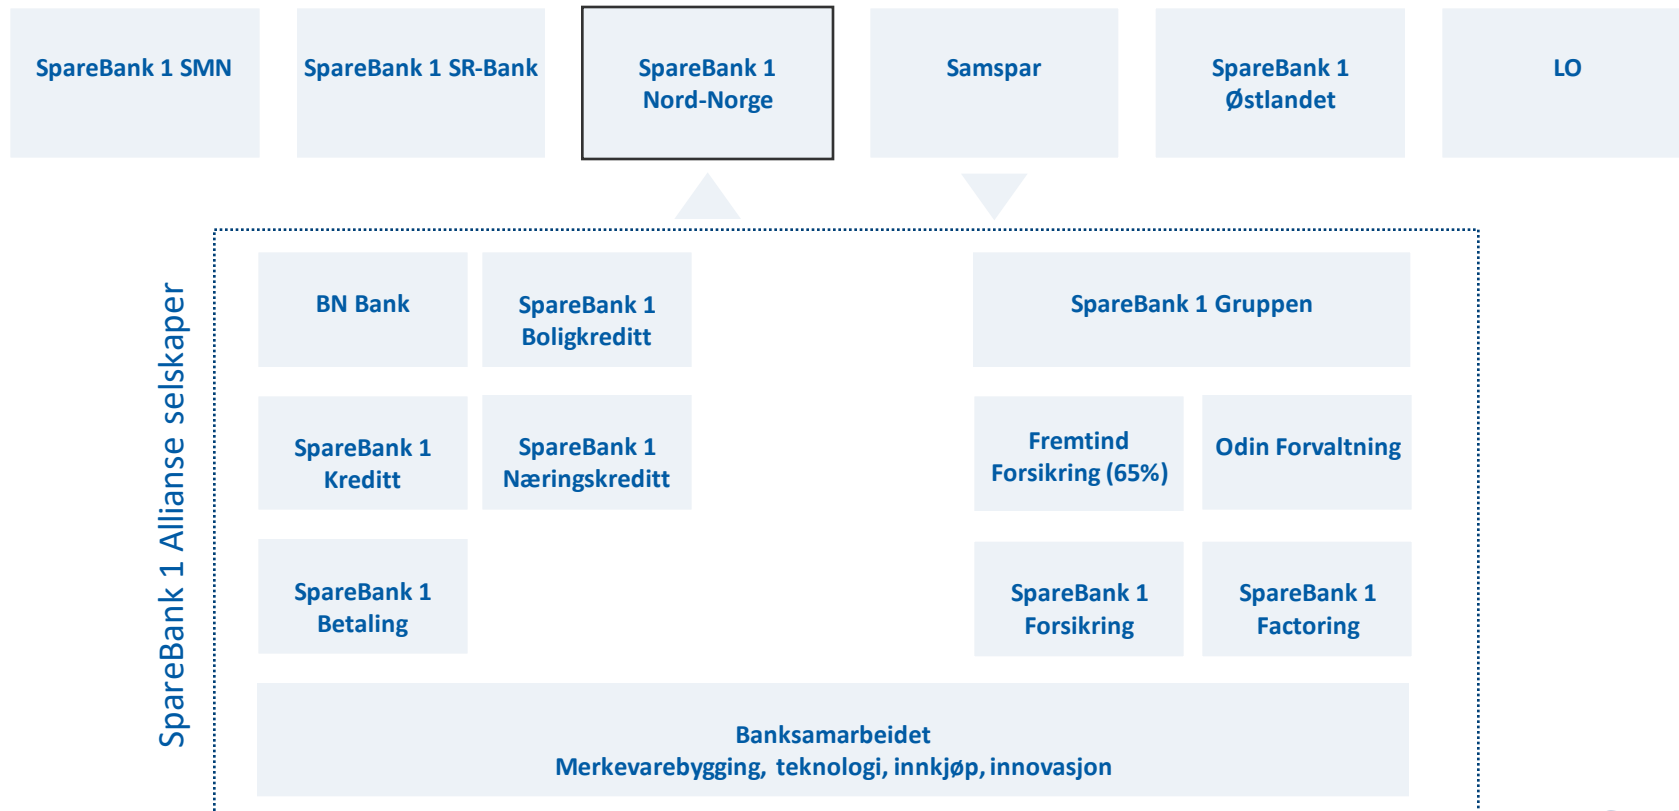 SpareBank 1 SMN
SpareBank 1 SR-Bank
SpareBank 1
Nord-Norge
Samspar
SpareBank 1
Østlandet
LO
SpareBank 1 Allianse selskaper
BN Bank
SpareBank 1
Boligkreditt
SpareBank 1 Gruppen
SpareBank 1
Kreditt
SpareBank 1
Næringskreditt
Fremtind
Forsikring (65%)
Odin Forvaltning
SpareBank 1
Betaling
SpareBank 1
Forsikring
SpareBank 1
Factoring
Banksamarbeidet
Merkevarebygging, teknologi, innkjøp, innovasjon